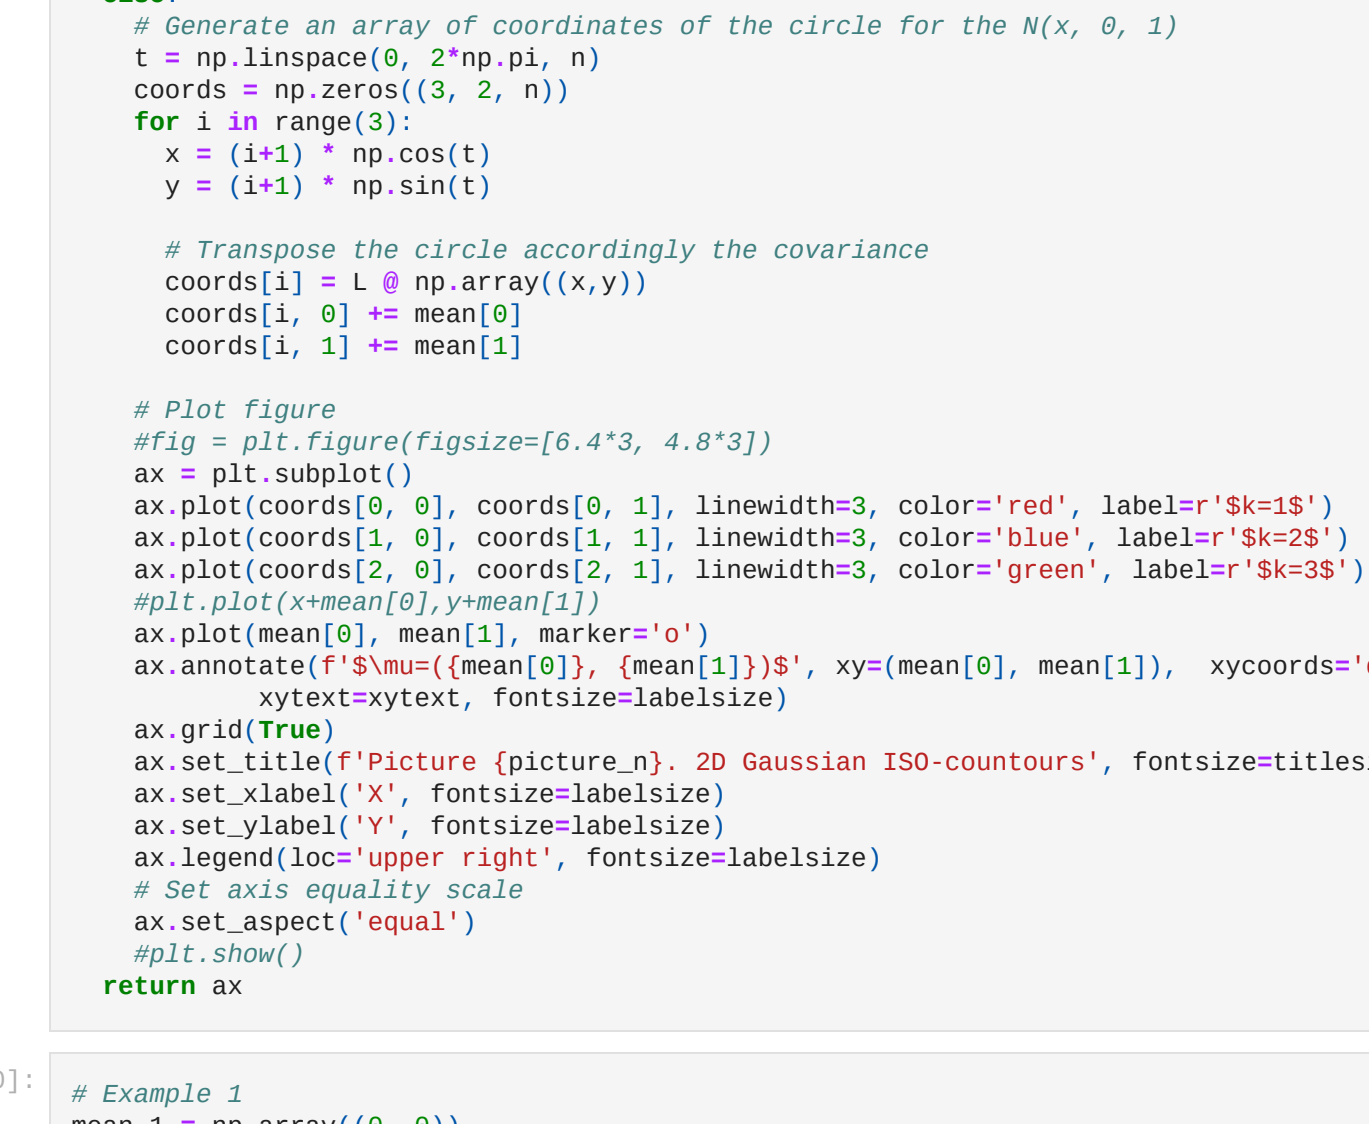 else:
# Generate an array of coordinates of the circle for the N(x, 0, 1)
t = np.linspace(0, 2*np.pi, n)
coords = np.zeros((3, 2, n))
for i in range(3):
x = (i+1) * np.cos(t)
y = (i+1) * np.sin(t)
# Transpose the circle accordingly the covariance
coords[i] = L @ np.array((x,y))
coords[i, 0] += mean[0]
coords[i, 1] += mean[1]
# Plot figure
#fig = plt.figure(figsize=[6.4*3, 4.8*3])
ax = plt.subplot()
ax.plot(coords[0, 0], coords[0, 1], linewidth=3, color='red', label=r'$k=1$')
ax.plot(coords[1, 0], coords[1, 1], linewidth=3, color='blue', label=r'$k=2$')
ax.plot(coords[2, 0], coords[2, 1], linewidth=3, color='green', label=r'$k=3$')
#plt.plot(x+mean[0],y+mean[1])
ax.plot(mean[0], mean[1], marker='o')
ax.annotate(f'$\mu=({mean[0]}, {mean[1]})$', xy=(mean[0], mean[1]),  xycoords='
xytext=xytext, fontsize=labelsize)
ax.grid(True)
ax.set_title(f'Picture {picture_n}. 2D Gaussian ISO-countours', fontsize=titles
ax.set_xlabel('X', fontsize=labelsize)
ax.set_ylabel('Y', fontsize=labelsize)
ax.legend(loc='upper right', fontsize=labelsize)
# Set axis equality scale
ax.set_aspect('equal')
#plt.show()
return ax
]:
# Example 1
mean_1 = np.array((0, 0))